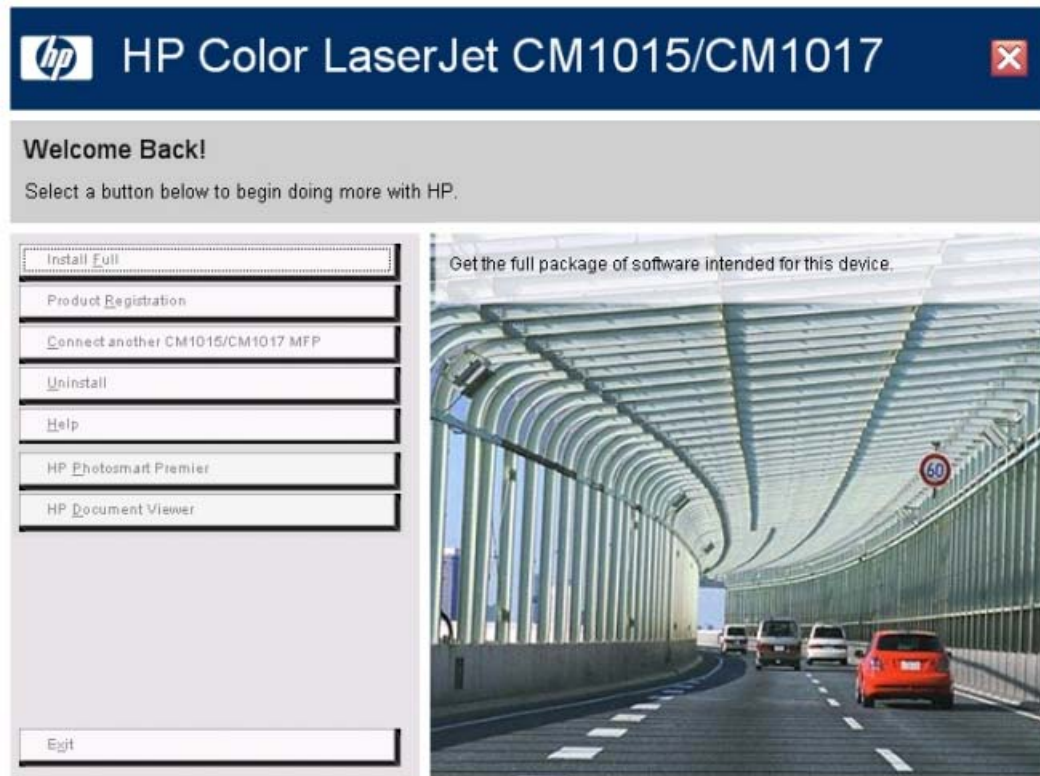 hp HP Color LaserJet CM1015/CM1017
Welcome Back!
Select a button below to begin doing more with HP.
Install Full
Product Registration
Connect another CM1015/CM1017 MFP
Uninstall
Help
HP Photosmart Premier
HP Document Viewer
Exit
Get the full package of software intended for this device.
60